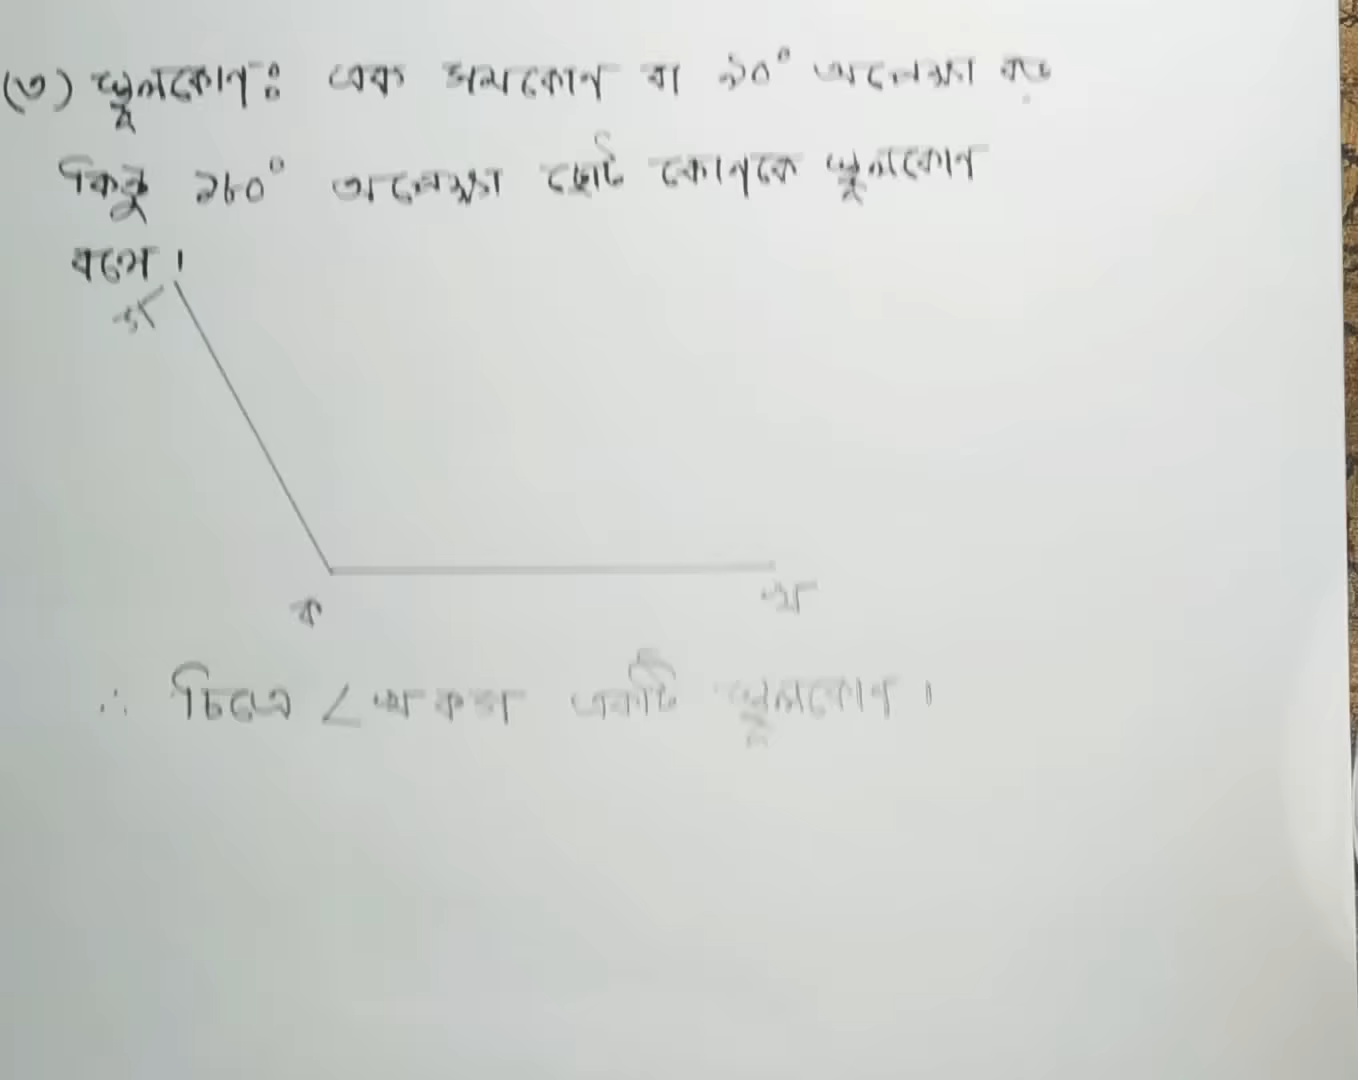 (৩) স্থুলকোণ: এক সমকোণ বা ৯০° অপেক্ষা বড়
কিন্তু ১৮০° অপেক্ষা ছোট কোণকে স্থুলকোণ
বলে।
ক
খ
∴ চিত্রে <খকগ একটি স্থুলকোণ।